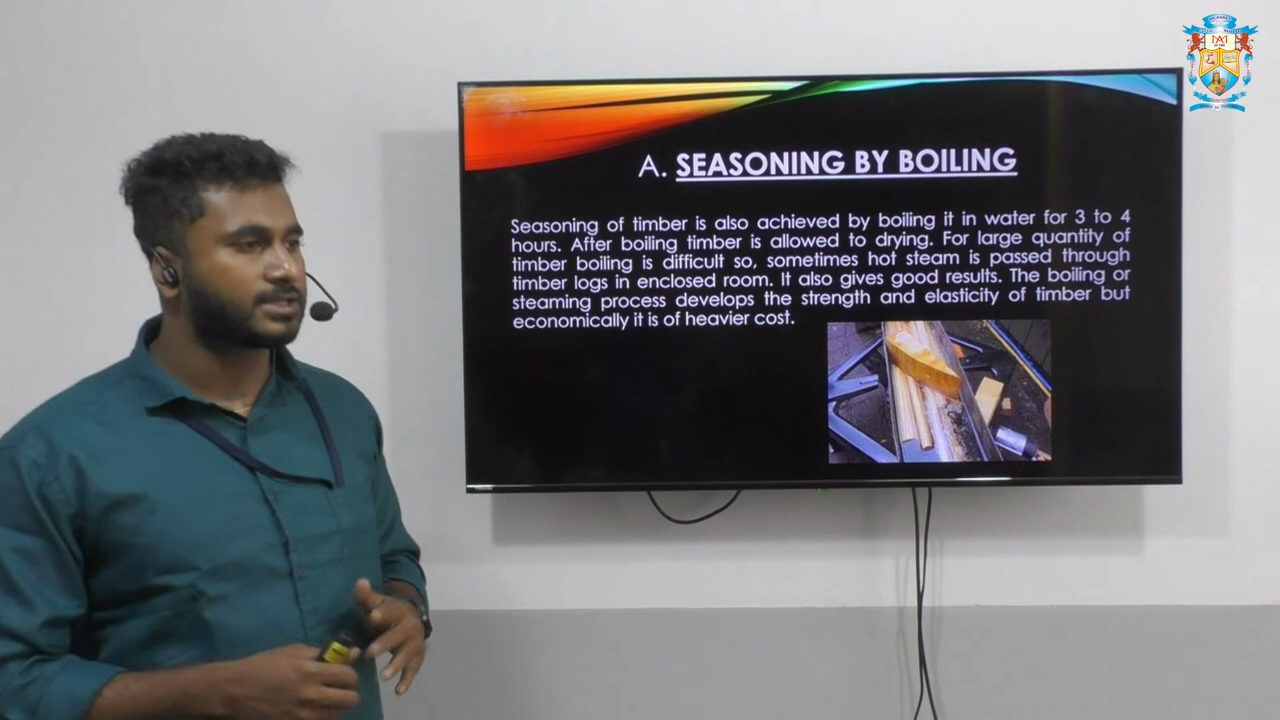 A. SEASONING BY BOILING
Seasoning of timber is also achieved by boiling it in water for 3 to 4
hours. After boiling timber is allowed to drying. For large quantity of
timber boiling is difficult so, sometimes hot steam is passed through
timber logs in enclosed room. It also gives good results. The boiling or
steaming process develops the strength and elasticity of timber but
economically it is of heavier cost.